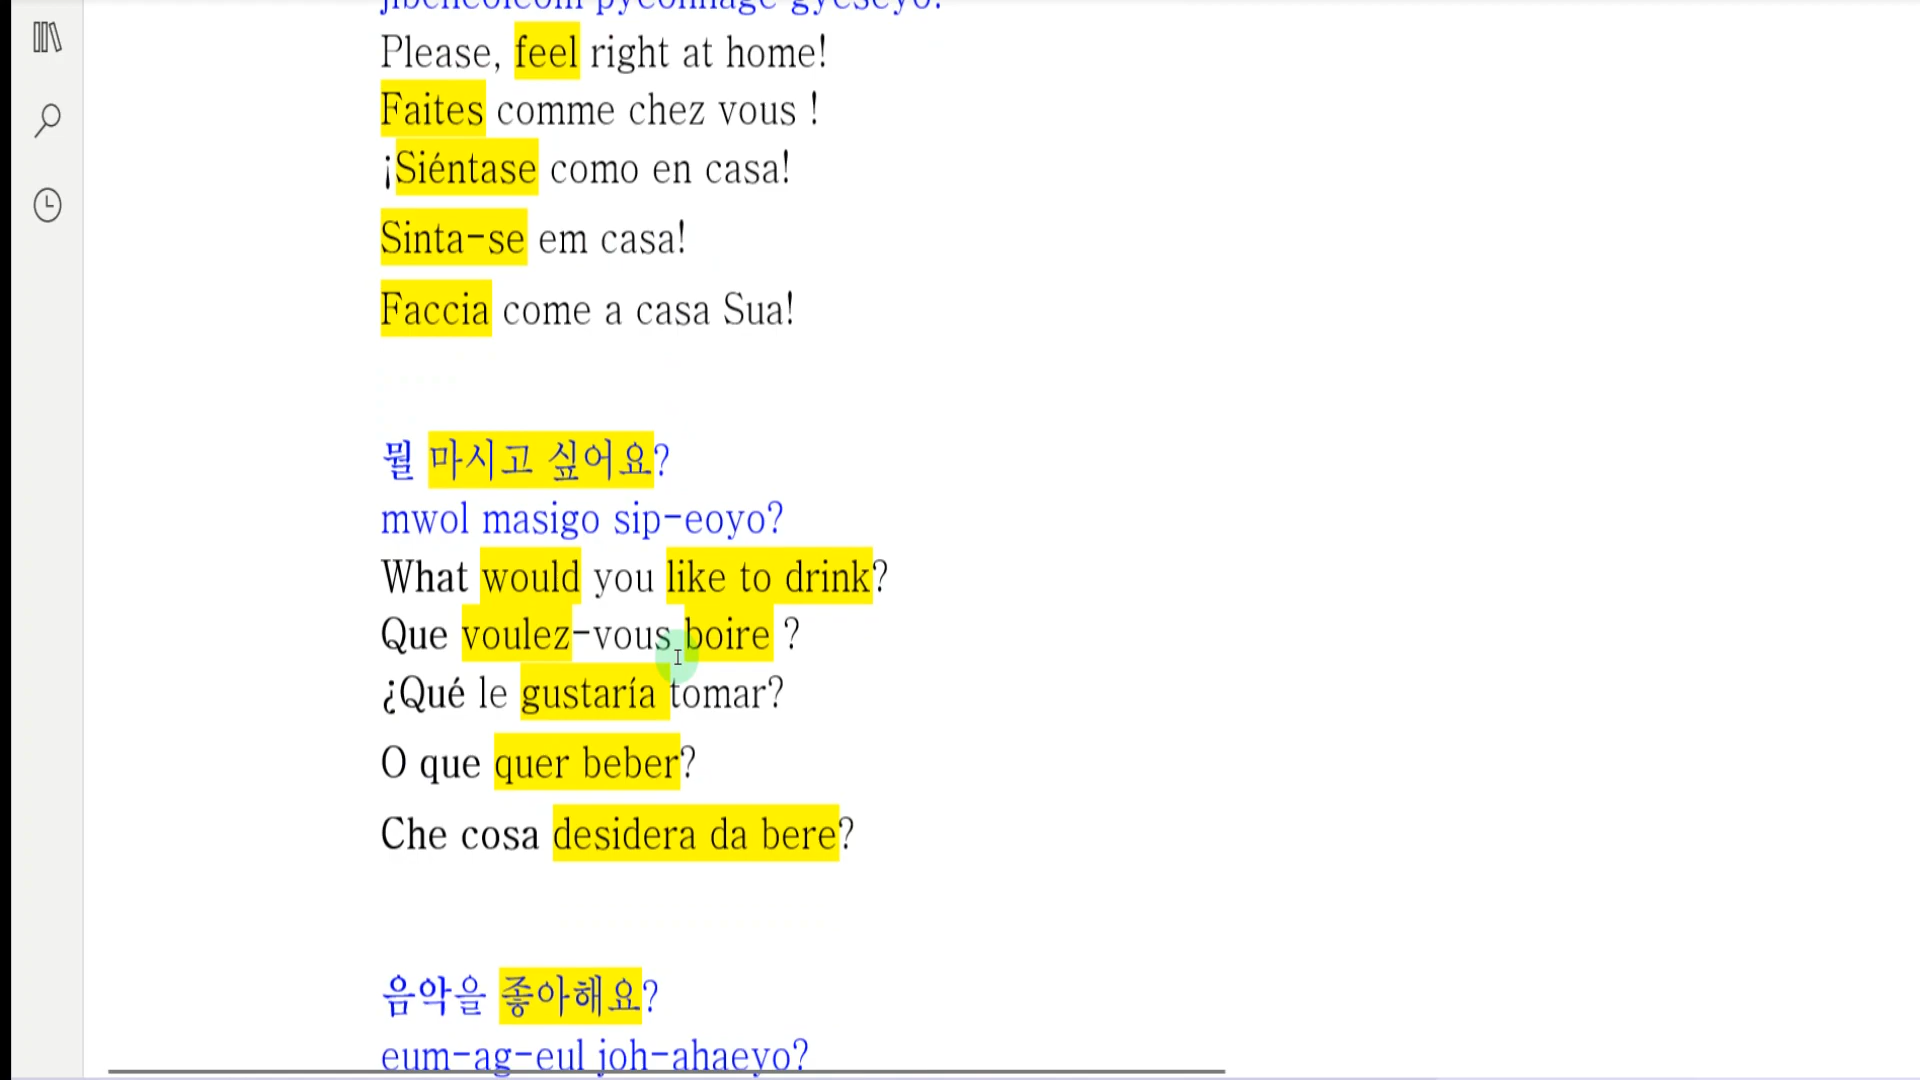 Please, feel right at home!
Faites comme chez vous !
¡Siéntase como en casa!
Sinta-se em casa!
Faccia come a casa Sua!
뭘 마시고 싶어요?
mwol masigo sip-eoyo?
What would you like to drink?
Que voulez-vous boire ?
¿Qué le gustaría tomar?
O que quer beber?
Che cosa desidera da bere?
음악을 좋아해요?
eum-ag-eul joh-ahaeyo?